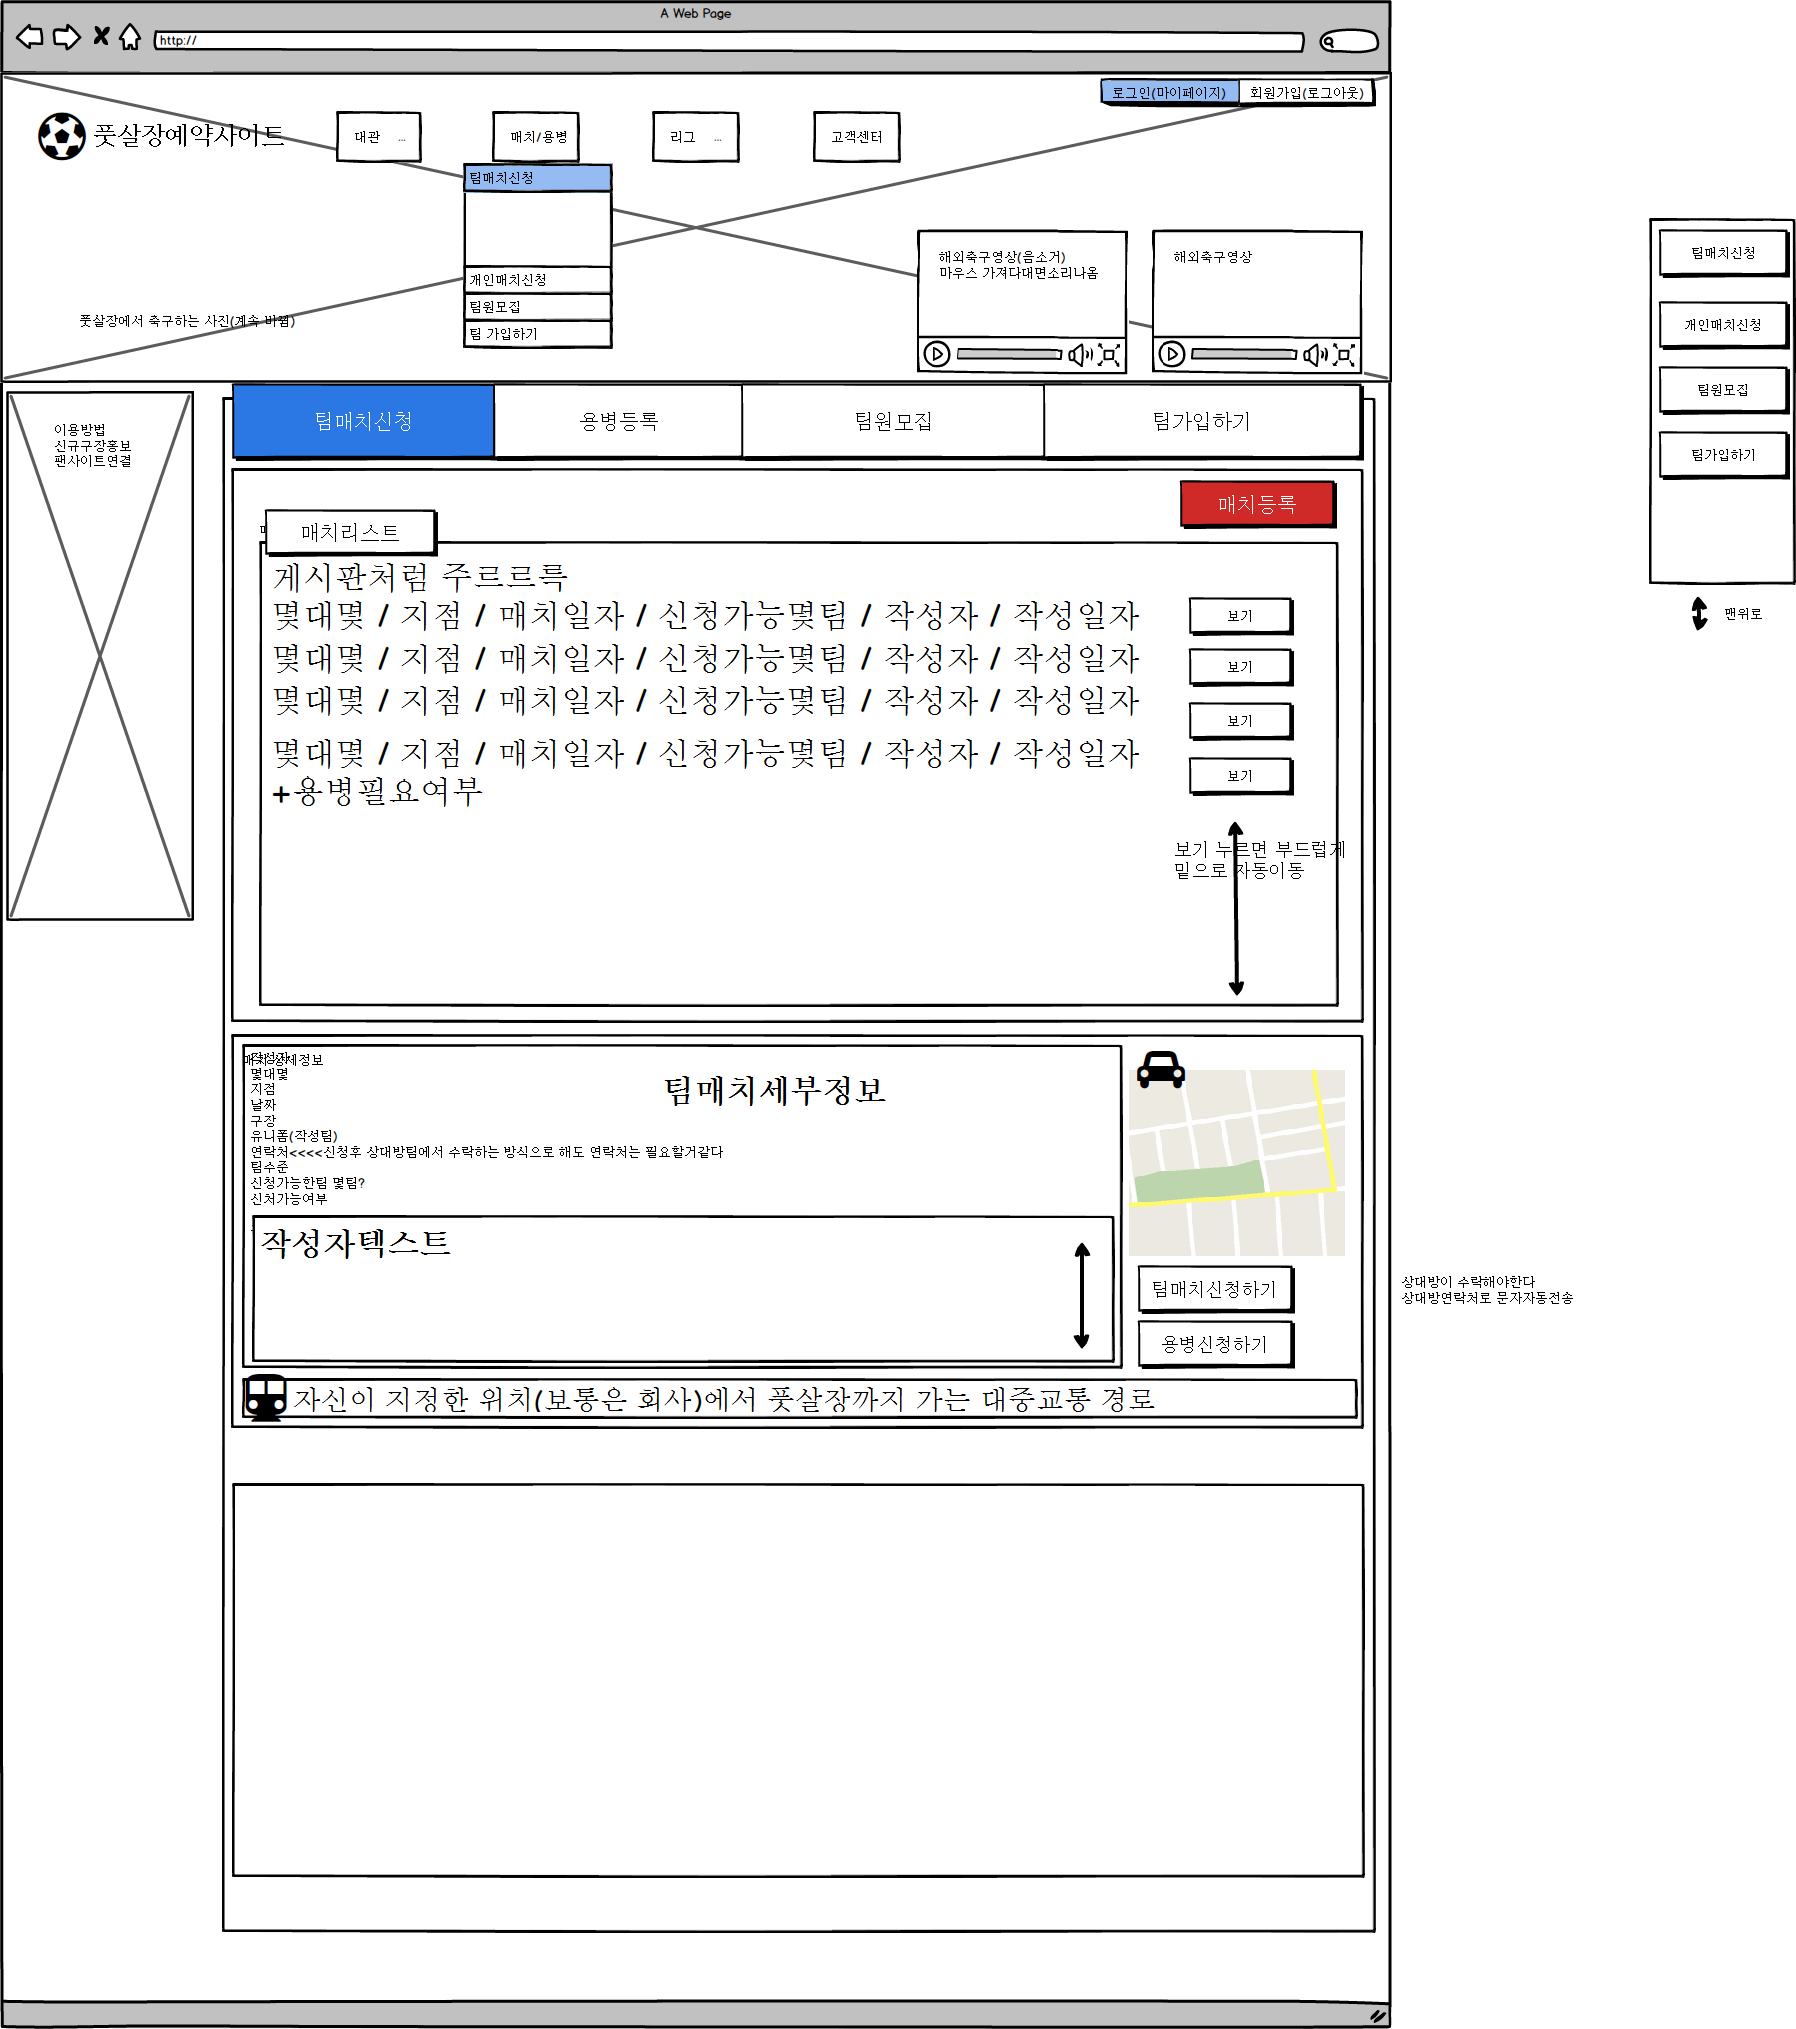 A Web Page
http://
로그인(마이페이지)
회원가입(로그아웃)
풋살장예약사이트
대관 ...
매치/용병
리그 ...
고객센터
팀매치신청
개인매치신청
팀원모집
팀 가입하기
풋살장에서 축구하는 사진(계속 바뀜)
해외축구영상(음소거)
마우스 가져다대면소리나옴
해외축구영상
팀매치신청
개인매치신청
팀원모집
팀가입하기
맨위로
이용방법
신규구장홍보
팬사이트연결
팀매치신청
용병등록
팀원모집
팀가입하기
매치등록
매치리스트
게시판처럼 주르르륵
몇대몇 / 지점 / 매치일자 / 신청가능몇팀 / 작성자 / 작성일자
보기
몇대몇 / 지점 / 매치일자 / 신청가능몇팀 / 작성자 / 작성일자
보기
몇대몇 / 지점 / 매치일자 / 신청가능몇팀 / 작성자 / 작성일자
보기
몇대몇 / 지점 / 매치일자 / 신청가능몇팀 / 작성자 / 작성일자
보기
+용병필요여부
보기 누르면 부드럽게
밑으로 자동이동
매치상세정보
작성자
몇대몇
지점
날짜
구장
유니폼(작성팀)
연락처<<<<신청후 상대방팀에서 수락하는 방식으로 해도 연락처는 필요할거같다
팀수준
신청가능한팀 몇팀?
신처가능여부
팀매치세부정보
작성자텍스트
팀매치신청하기
용병신청하기
상대방이 수락해야한다
상대방연락처로 문자자동전송
자신이 지정한 위치(보통은 회사)에서 풋살장까지 가는 대중교통 경로